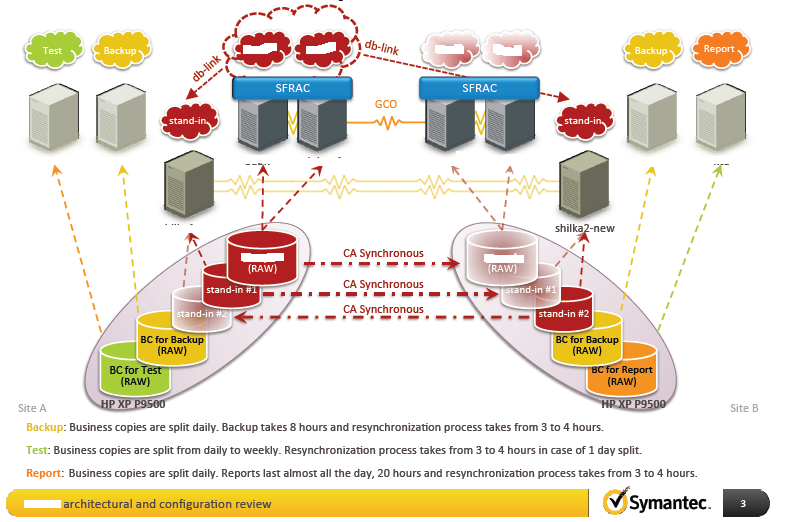 Test
Backup
db-link
db-link
Backup
Report
SFRAC
SFRAC
GCO
stand-in
stand-in
shilka2-new
(RAW)
CA Synchronous
(RAW)
stand-in #1
CA Synchronous
stand-in #1
stand-in #2
CA Synchronous
stand-in #2
BC for Backup
(RAW)
BC for Backup
(RAW)
BC for Test
(RAW)
BC for Report
(RAW)
HP XP P9500
HP XP P9500
Site A
Site B
Backup: Business copies are split daily. Backup takes 8 hours and resynchronization process takes from 3 to 4 hours.
Test: Business copies are split from daily to weekly. Resynchronization process takes from 3 to 4 hours in case of 1 day split.
Report: Business copies are split daily. Reports last almost all the day, 20 hours and resynchronization process takes from 3 to 4 hours.
architectural and configuration review
Symantec.
3